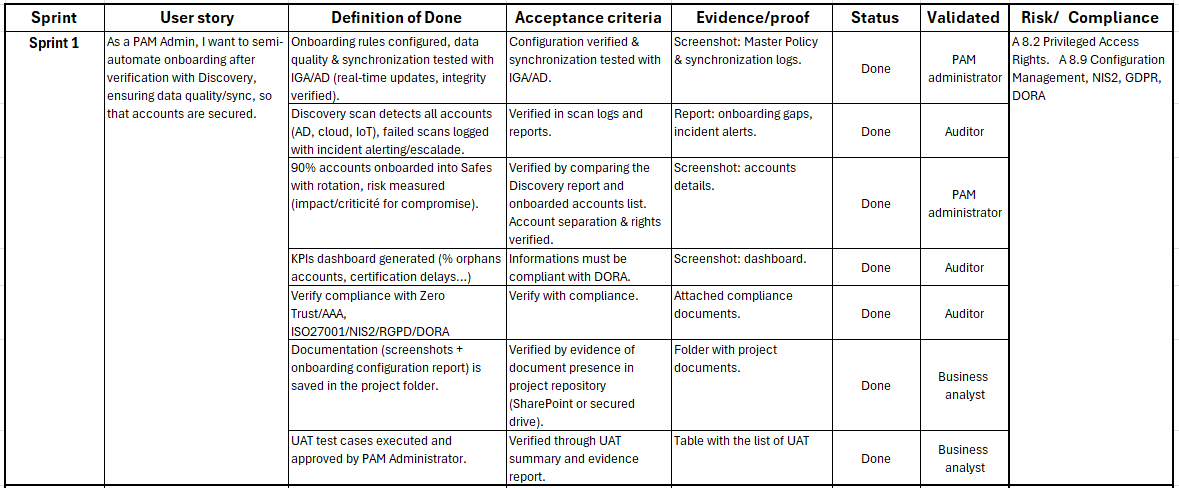 Sprint
User story
Definition of Done
Acceptance criteria
Evidence/proof
Status
Validated
Risk/ Compliance
Sprint 1
As a PAM Admin, I want to semi-
automate onboarding after
verification with Discovery,
ensuring data quality/sync, so
that accounts are secured.
Onboarding rules configured, data
quality & synchronization tested with
IGA/AD (real-time updates, integrity
verified).
Configuration verified &
synchronization tested with
IGA/AD.
Screenshot: Master Policy
& synchronization logs.
Done
PAM
administrator
A 8.2 Privileged Access
Rights. A 8.9 Configuration
Management, NIS2, GDPR,
DORA
Discovery scan detects all accounts
(AD, cloud, IoT), failed scans logged
with incident alerting/escalade.
Verified in scan logs and
reports.
Report: onboarding gaps,
incident alerts.
Done
Auditor
90% accounts onboarded into Safes
with rotation, risk measured
(impact/criticité for compromise).
Verified by comparing the
Discovery report and
onboarded accounts list.
Account separation & rights
verified.
Screenshot: accounts
details.
Done
PAM
administrator
KPIs dashboard generated (% orphans
accounts, certification delays...)
Informations must be
compliant with DORA.
Screenshot: dashboard.
Done
Auditor
Verify compliance with Zero
Trust/AAA,
ISO27001/NIS2/RGPD/DORA
Verify with compliance.
Attached compliance
documents.
Done
Auditor
Documentation (screenshots +
onboarding configuration report) is
saved in the project folder.
Verified by evidence of
document presence in
project repository
(SharePoint or secured
drive).
Folder with project
documents.
Done
Business
analyst
UAT test cases executed and
approved by PAM Administrator.
Verified through UAT
summary and evidence
report.
Table with the list of UAT
Done
Business
analyst